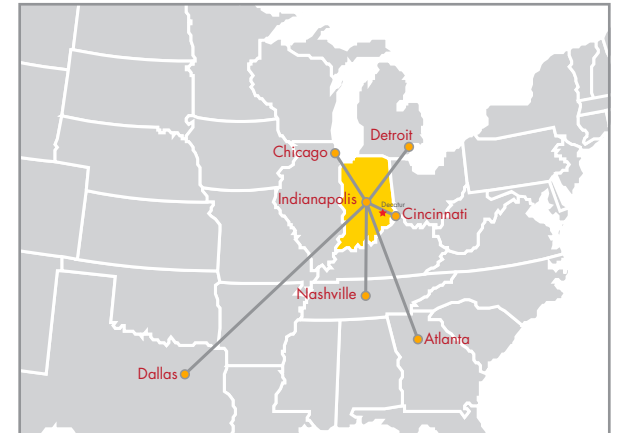 Detroit
Chicago
Indianapolis
Decatur
Cincinnati
Nashville
Atlanta
Dallas